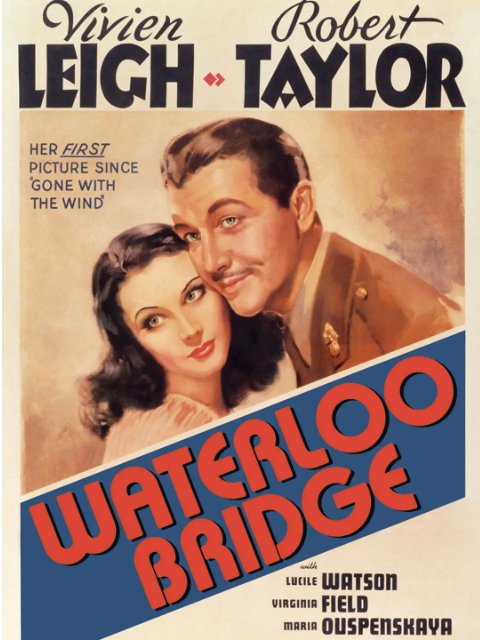 Vivien Robert
LEIGH TAYLOR
HER FIRST
PICTURE SINCE
"GONE WITH
THE WIND"
WATERLOO
BRIDGE
with
LUCILE WATSON
VIRGINIA FIELD
MARIA OUSPENSKAYA